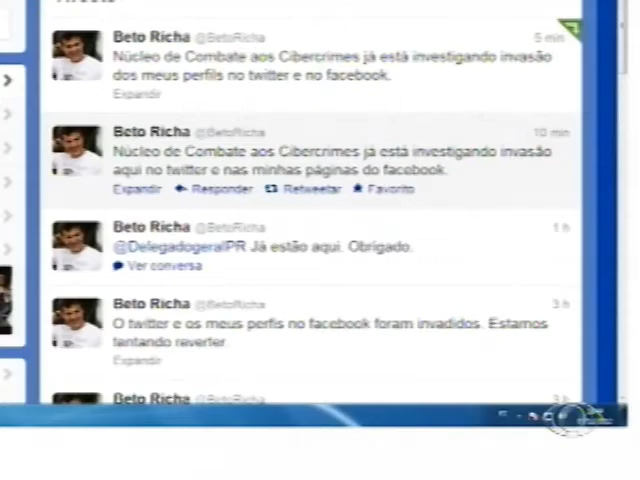 Beto Richa @BetoRicha 5 min
Núcleo de Combate aos Cibercrimes já está investigando invasão
dos meus perfils no twitter e no facebook.
Expandir
Beto Richa @BetoRicha 10 min
Núcleo de Combate aos Cibercrimes já está investigando invasão
aqui no twitter e nas minhas páginas do facebook.
Expandir Responder Retweetar Favorito
Beto Richa @BetoRicha 1 h
@DelegadogeralPR Já estão aqui. Obrigado.
Ver conversa
Beto Richa @BetoRicha 3 h
O twitter e os meus perfis no facebook foram invadidos. Estamos
tentando reverter.
Expandir
Beto Richa @BetoRicha 3 h